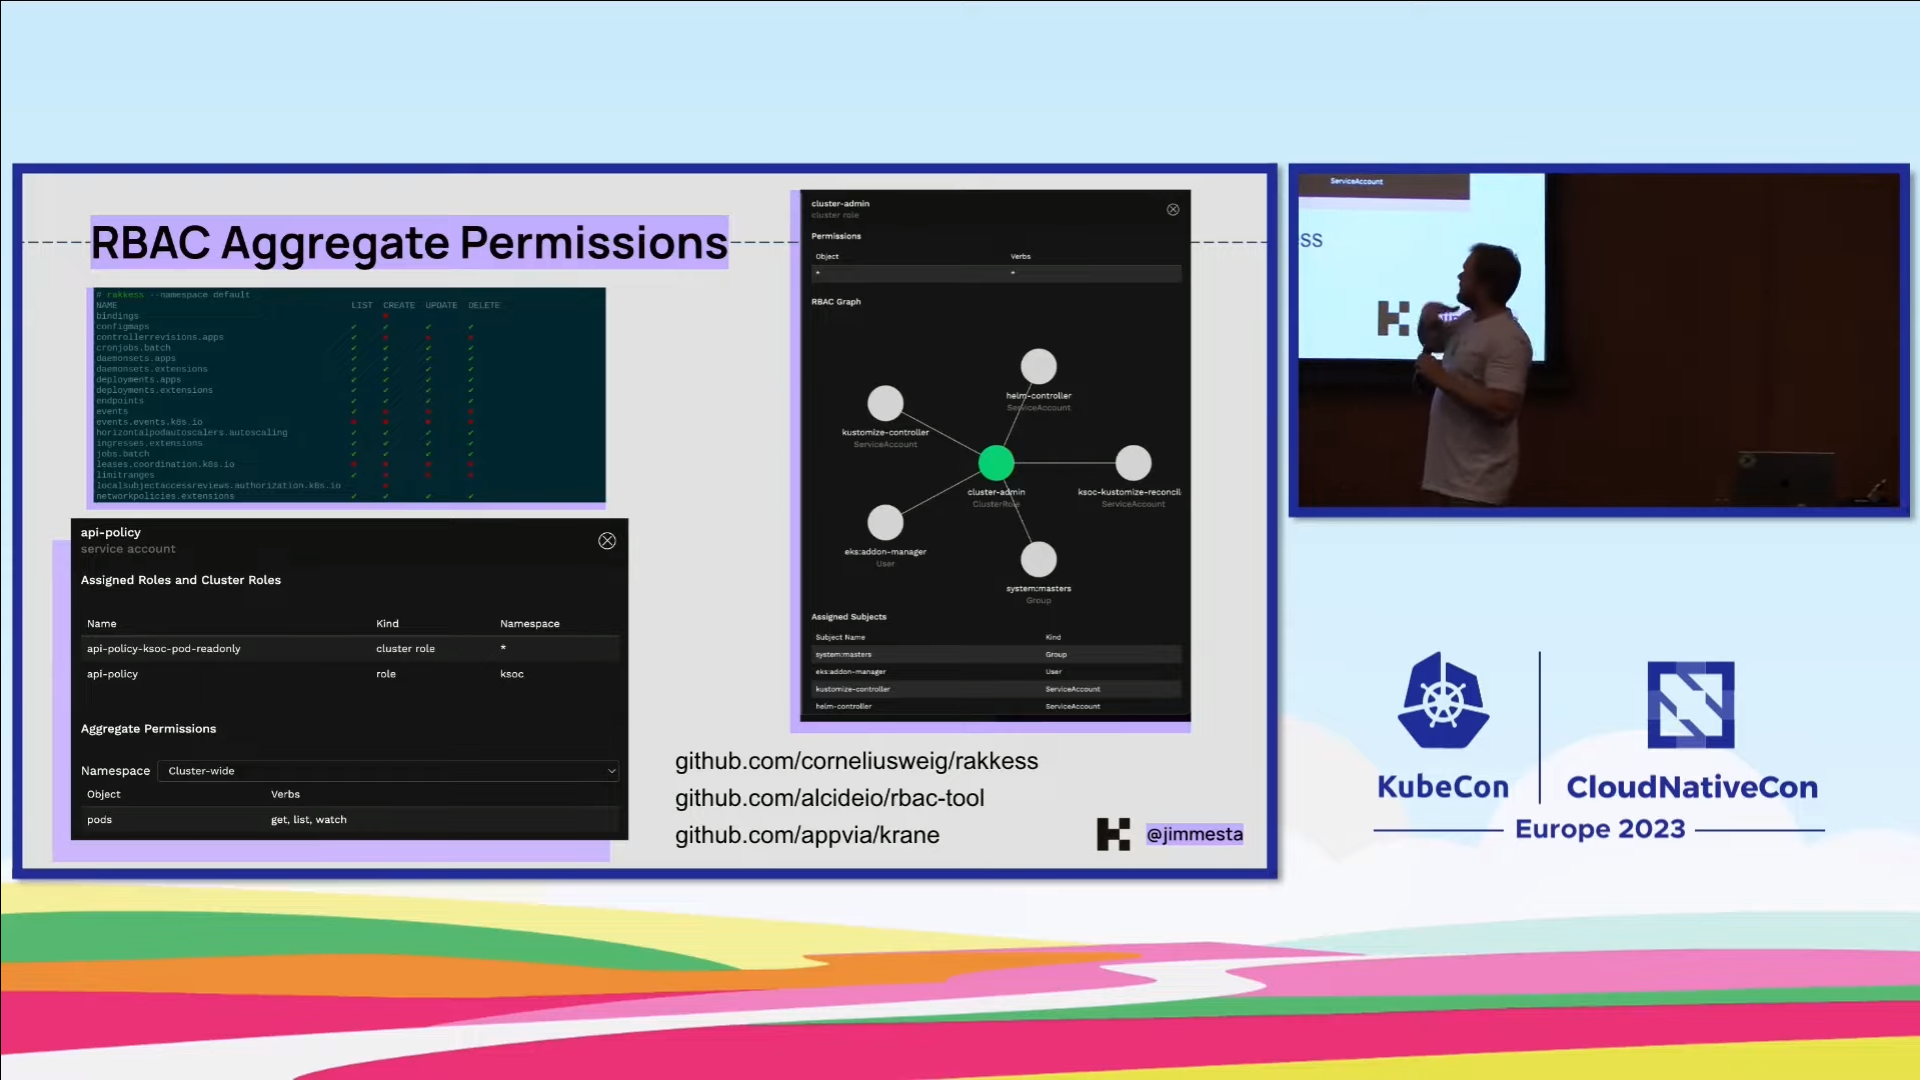 RBAC Aggregate Permissions
# rakkess --namespace default
NAME LIST CREATE UPDATE DELETE
bindings
configmaps
controllerrevisions.apps
cronjobs.batch
daemonsets.apps
daemonsets.extensions
deployments.apps
deployments.extensions
endpoints
events
events.events.k8s.io
horizontalpodautoscalers.autoscaling
ingresses.extensions
jobs.batch
leases.coordination.k8s.io
limitranges
localsubjectaccessreviews.authorization.k8s.io
networkpolicies.extensions
api-policy
service account
Assigned Roles and Cluster Roles
Name Kind Namespace
api-policy-ksoc-pod-readonly cluster role *
api-policy role ksoc
Aggregate Permissions
Namespace Cluster-wide
Object Verbs
pods get, list, watch
cluster-admin
cluster role
Permissions
Object Verbs
* *
RBAC Graph
helm-controller
ServiceAccount
kustomize-controller
ServiceAccount
cluster-admin
ClusterRole
ksoc-kustomize-reconcil
ServiceAccount
eks:addon-manager
User
system:masters
Group
Assigned Subjects
Subject Name Kind
system:masters Group
eks:addon-manager User
kustomize-controller ServiceAccount
helm-controller ServiceAccount
github.com/corneliusweig/rakkess
github.com/alcideio/rbac-tool
github.com/appvia/krane
@jimmesta
ServiceAccount
ss
KubeCon
CloudNativeCon
Europe 2023